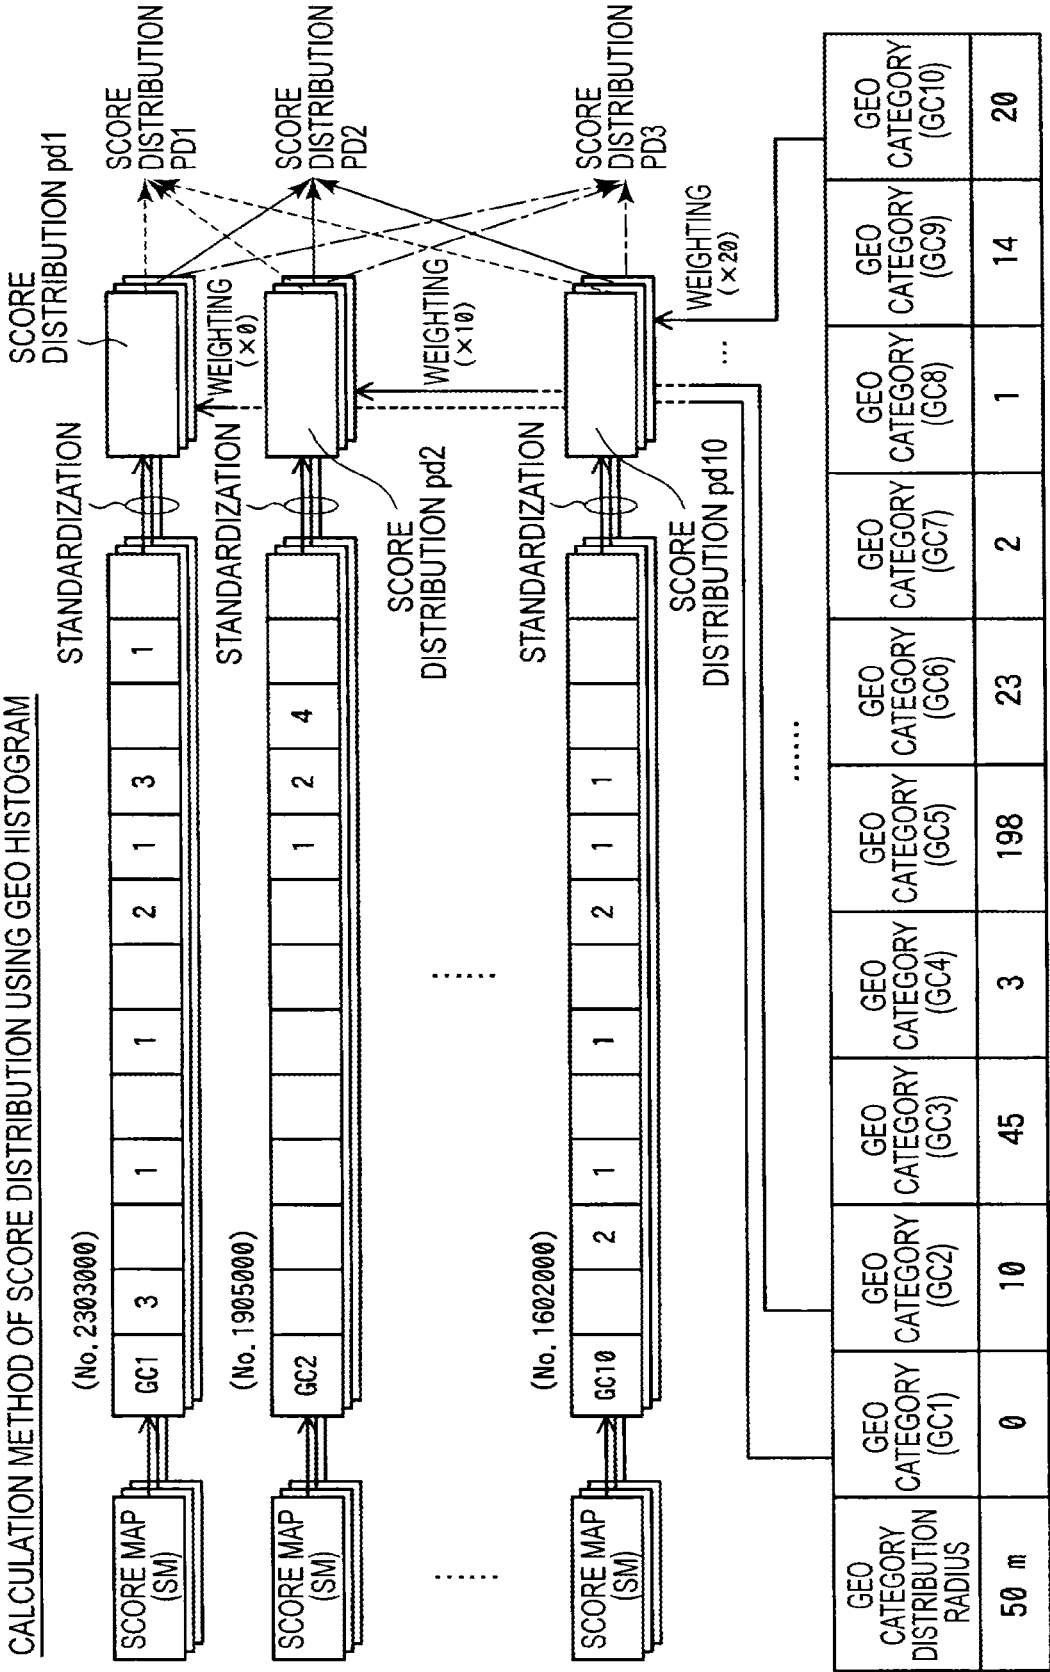 CALCULATION METHOD OF SCORE DISTRIBUTION USING GEO HISTOGRAM
SCORE
DISTRIBUTION pd1
(No. 2303000)
STANDARDIZATION
SCORE MAP
(SM)
GC1 3 1 1 2 1 3 1
SCORE
DISTRIBUTION
PD1
WEIGHTING
(×0)
(No. 1905000)
STANDARDIZATION
SCORE MAP
(SM)
GC2 1 2 4
SCORE
DISTRIBUTION
PD2
SCORE
DISTRIBUTION pd2
WEIGHTING
(×10)
......
......
(No. 1602000)
STANDARDIZATION
SCORE MAP
(SM)
GC10 2 1 1 2 1 1
SCORE
DISTRIBUTION
PD3
SCORE
DISTRIBUTION pd10
...
WEIGHTING
(×20)
......
GEO
CATEGORY
DISTRIBUTION
RADIUS
GEO
CATEGORY
(GC1)
GEO
CATEGORY
(GC2)
GEO
CATEGORY
(GC3)
GEO
CATEGORY
(GC4)
GEO
CATEGORY
(GC5)
GEO
CATEGORY
(GC6)
GEO
CATEGORY
(GC7)
GEO
CATEGORY
(GC8)
GEO
CATEGORY
(GC9)
GEO
CATEGORY
(GC10)
50 m 0 10 45 3 198 23 2 1 14 20